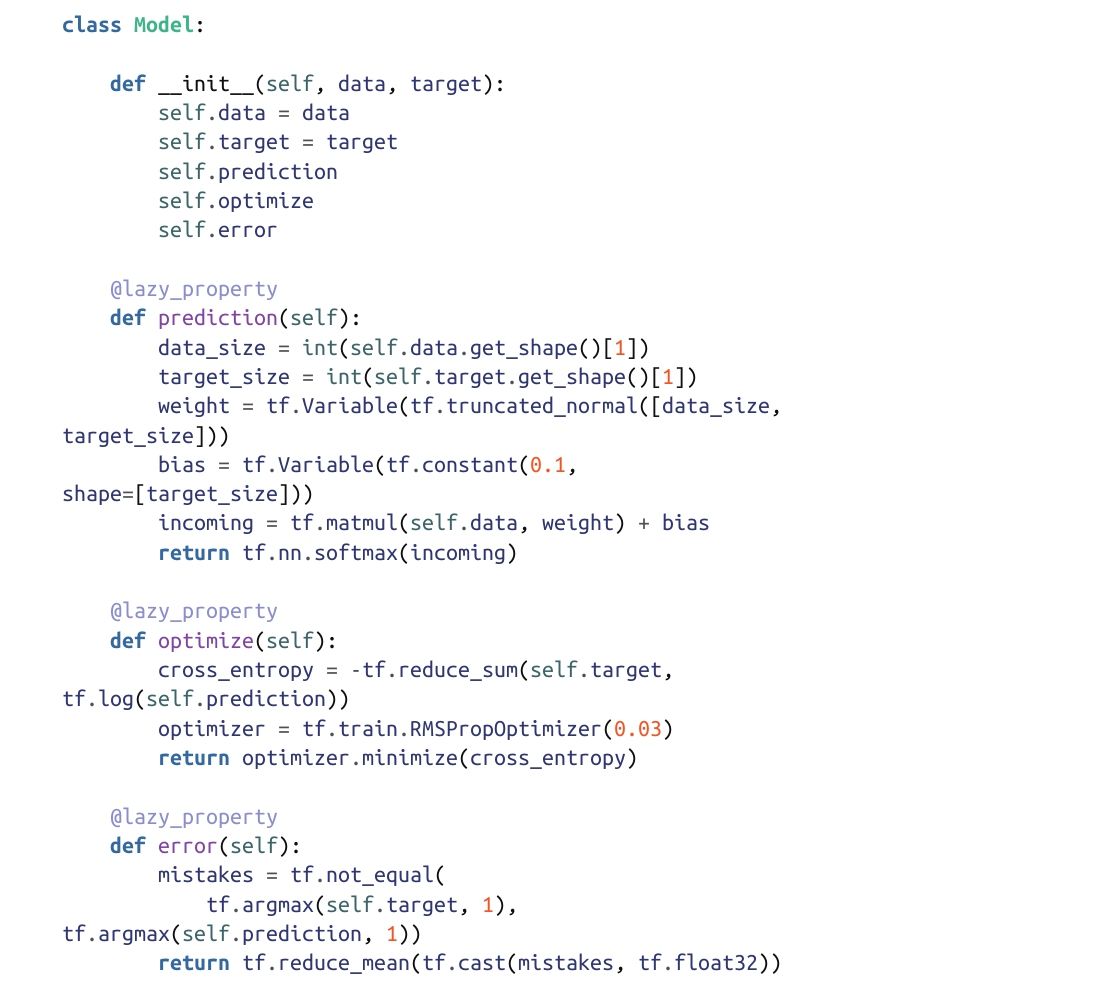 class Model:

    def __init__(self, data, target):
        self.data = data
        self.target = target
        self.prediction
        self.optimize
        self.error

    @lazy_property
    def prediction(self):
        data_size = int(self.data.get_shape()[1])
        target_size = int(self.target.get_shape()[1])
        weight = tf.Variable(tf.truncated_normal([data_size,
target_size]))
        bias = tf.Variable(tf.constant(0.1,
shape=[target_size]))
        incoming = tf.matmul(self.data, weight) + bias
        return tf.nn.softmax(incoming)

    @lazy_property
    def optimize(self):
        cross_entropy = -tf.reduce_sum(self.target,
tf.log(self.prediction))
        optimizer = tf.train.RMSPropOptimizer(0.03)
        return optimizer.minimize(cross_entropy)

    @lazy_property
    def error(self):
        mistakes = tf.not_equal(
            tf.argmax(self.target, 1),
tf.argmax(self.prediction, 1))
        return tf.reduce_mean(tf.cast(mistakes, tf.float32))